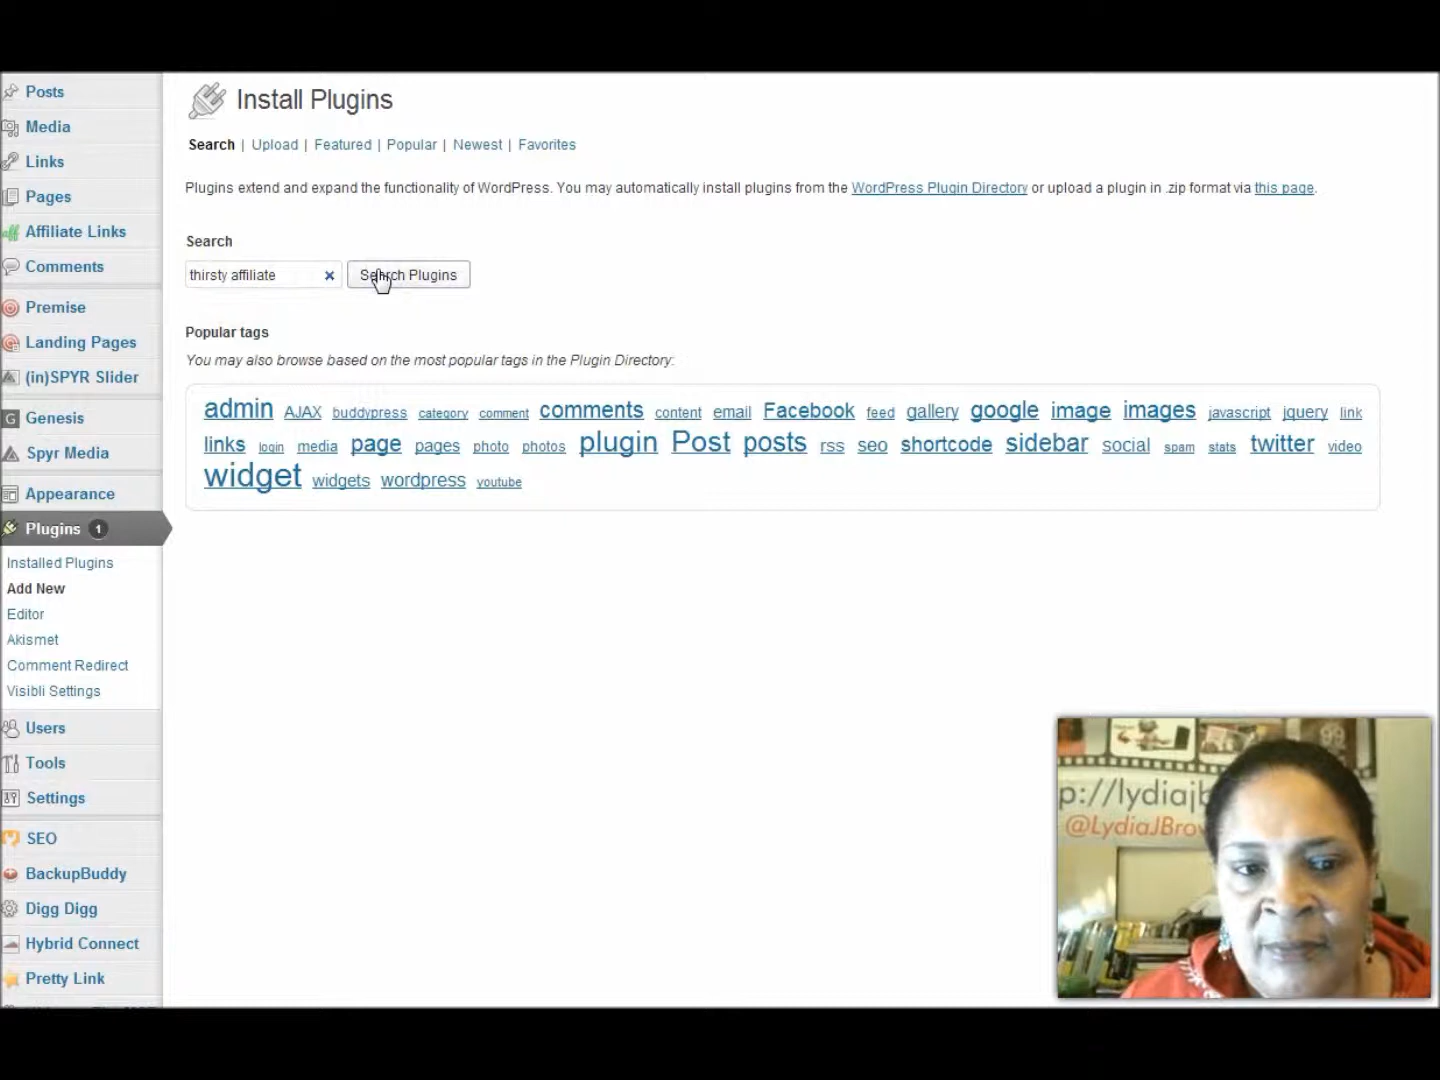 Posts
Media
Links
Pages
Affiliate Links
Comments
Premise
Landing Pages
(in)SPYR Slider
Genesis
Spyr Media
Appearance
Plugins 1
Installed Plugins
Add New
Editor
Akismet
Comment Redirect
Visibli Settings
Users
Tools
Settings
SEO
BackupBuddy
Digg Digg
Hybrid Connect
Pretty Link
Install Plugins
Search | Upload | Featured | Popular | Newest | Favorites
Plugins extend and expand the functionality of WordPress. You may automatically install plugins from the WordPress Plugin Directory or upload a plugin in .zip format via this page.
Search
thirsty affiliate × Search Plugins
Popular tags
You may also browse based on the most popular tags in the Plugin Directory:
admin AJAX buddypress category comment comments content email Facebook feed gallery google image images javascript jquery link
links login media page pages photo photos plugin Post posts rss seo shortcode sidebar social spam stats twitter video
widget widgets wordpress youtube
99
p://lydiajb
@LydiaJBrow